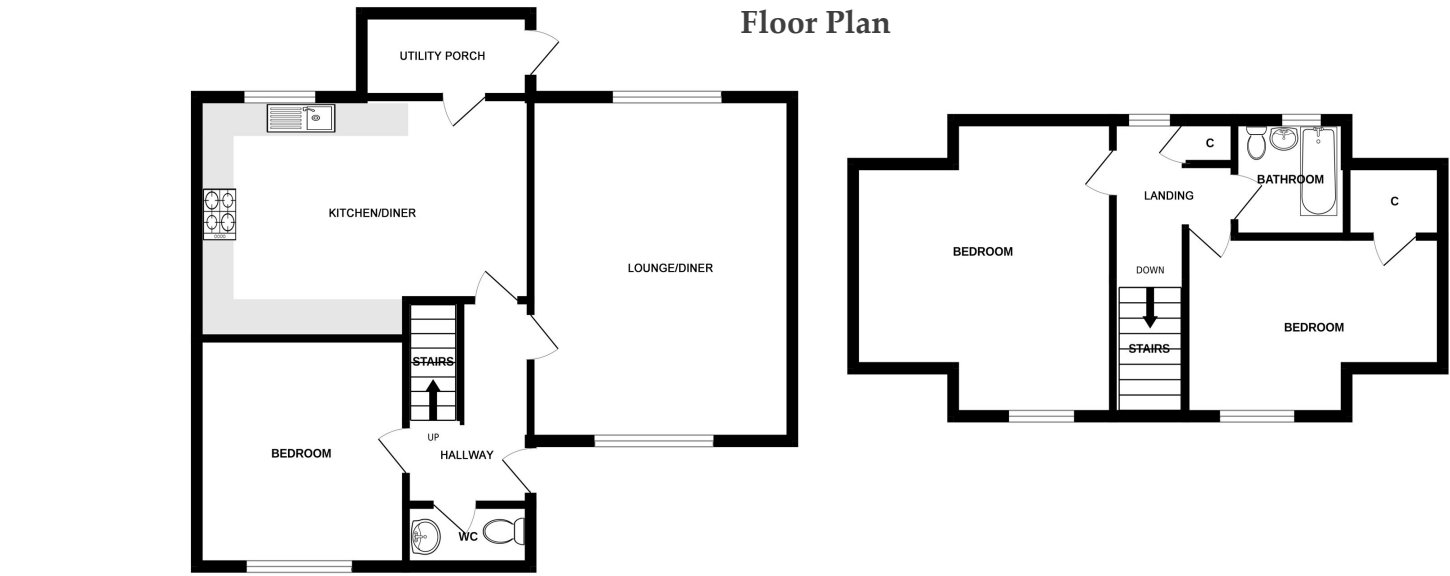 Floor Plan
UTILITY PORCH
KITCHEN/DINER
LOUNGE/DINER
STAIRS
UP
HALLWAY
BEDROOM
WC
C
BATHROOM
LANDING
C
BEDROOM
DOWN
BEDROOM
STAIRS